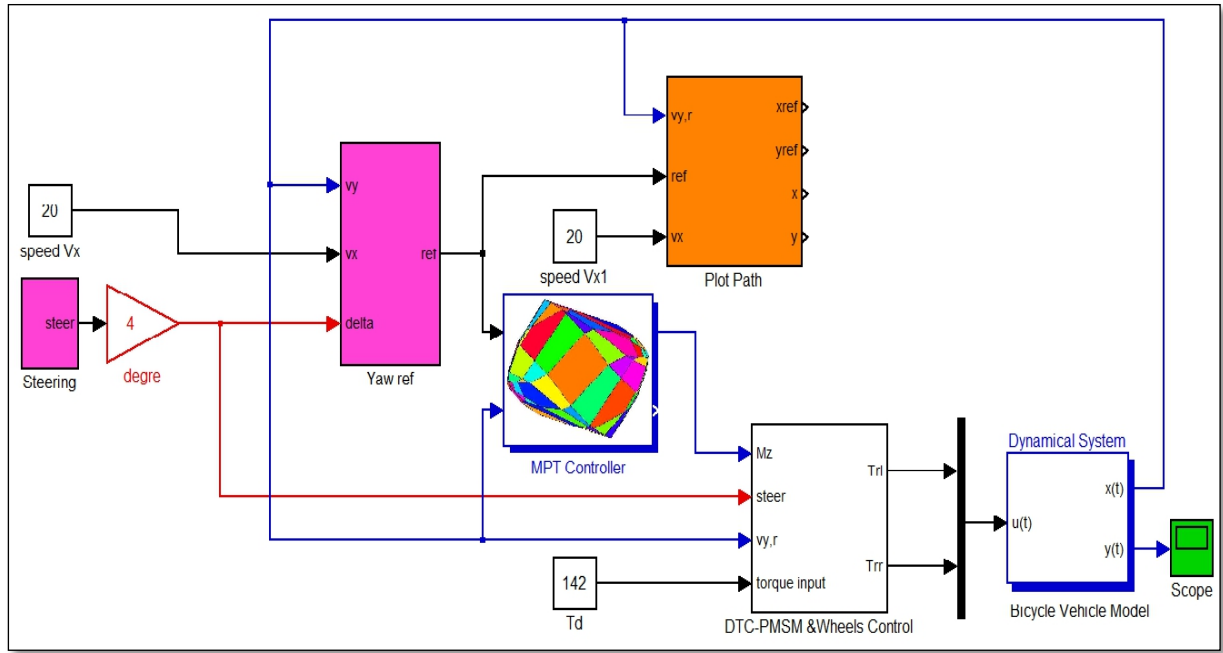 20
speed Vx
steer
Steering
4
degre
vy
vx
delta
ref
Yaw ref
20
speed Vx1
vy,r
ref
vx
xref
yref
x
y
Plot Path
MPT Controller
Mz
steer
vy,r
torque input
Trl
Trr
DTC-PMSM &Wheels Control
142
Td
Dynamical System
u(t)
x(t)
y(t)
Bicycle Vehicle Model
Scope